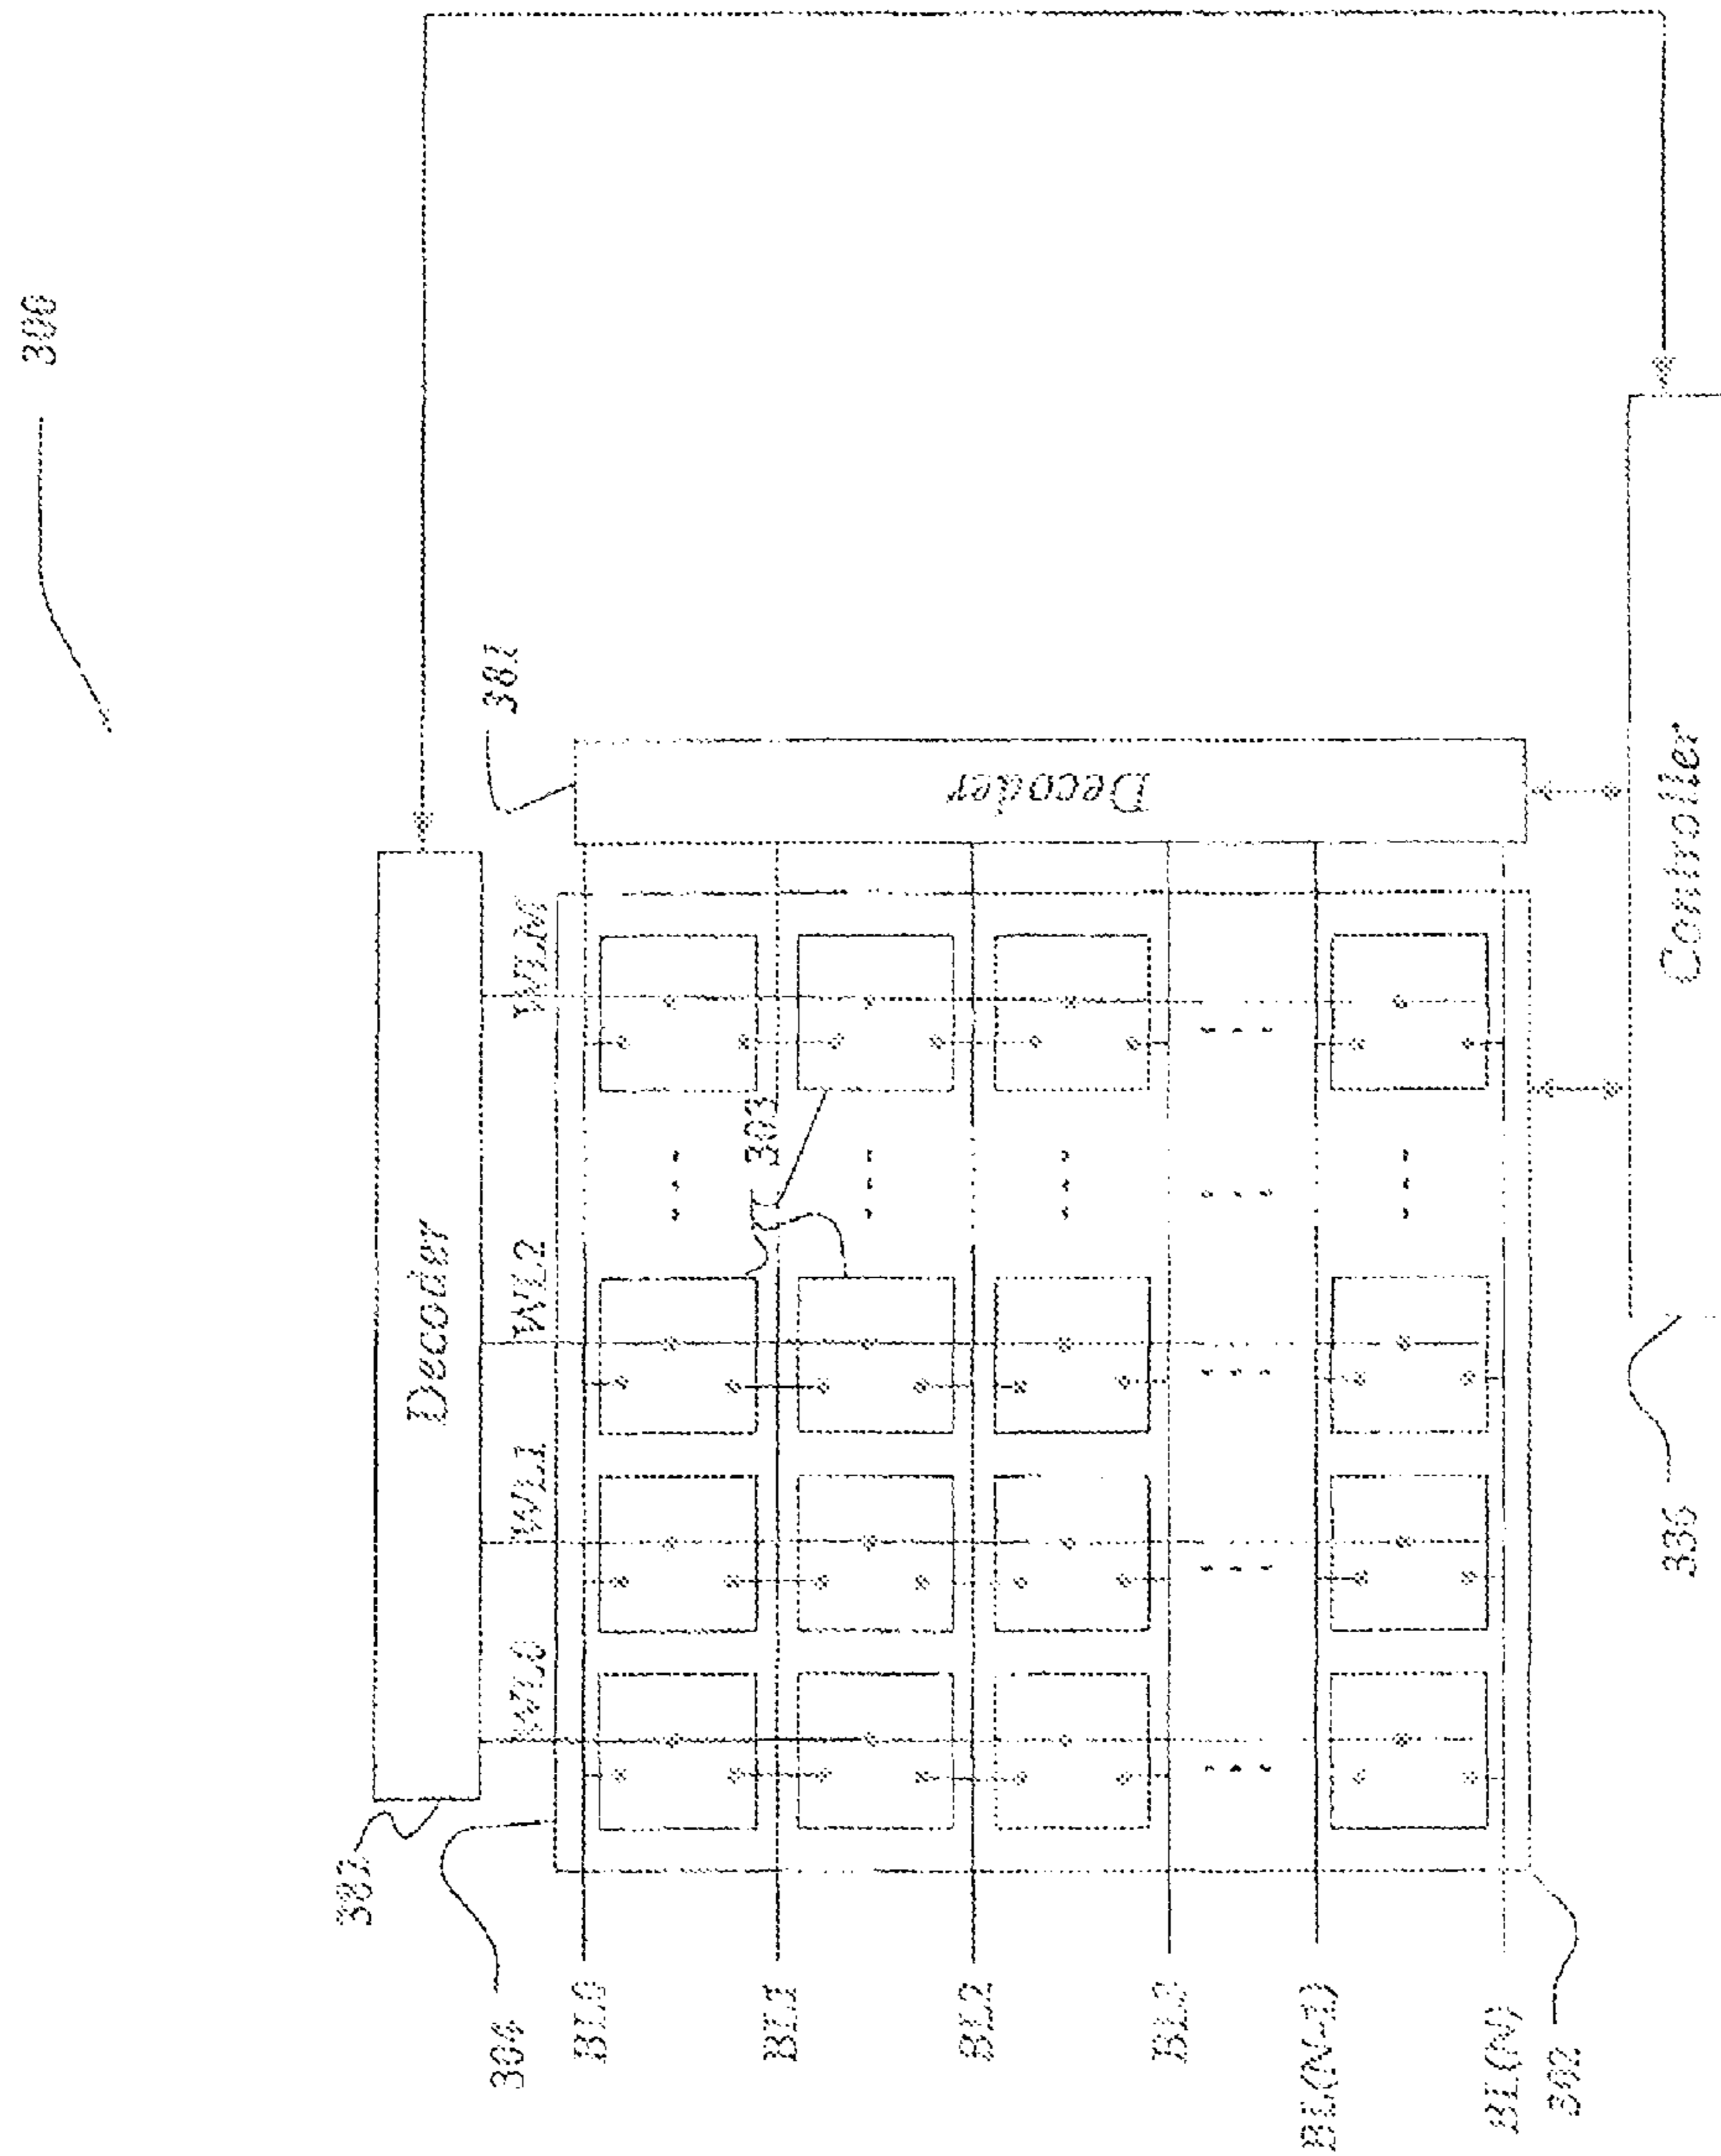 300
Decoder
304
WL0
WL1
WL2
WLM
381
BL0
BL1
303
Decoder
BL2
BL3
BL(N-1)
BL(N)
302
336
Controller